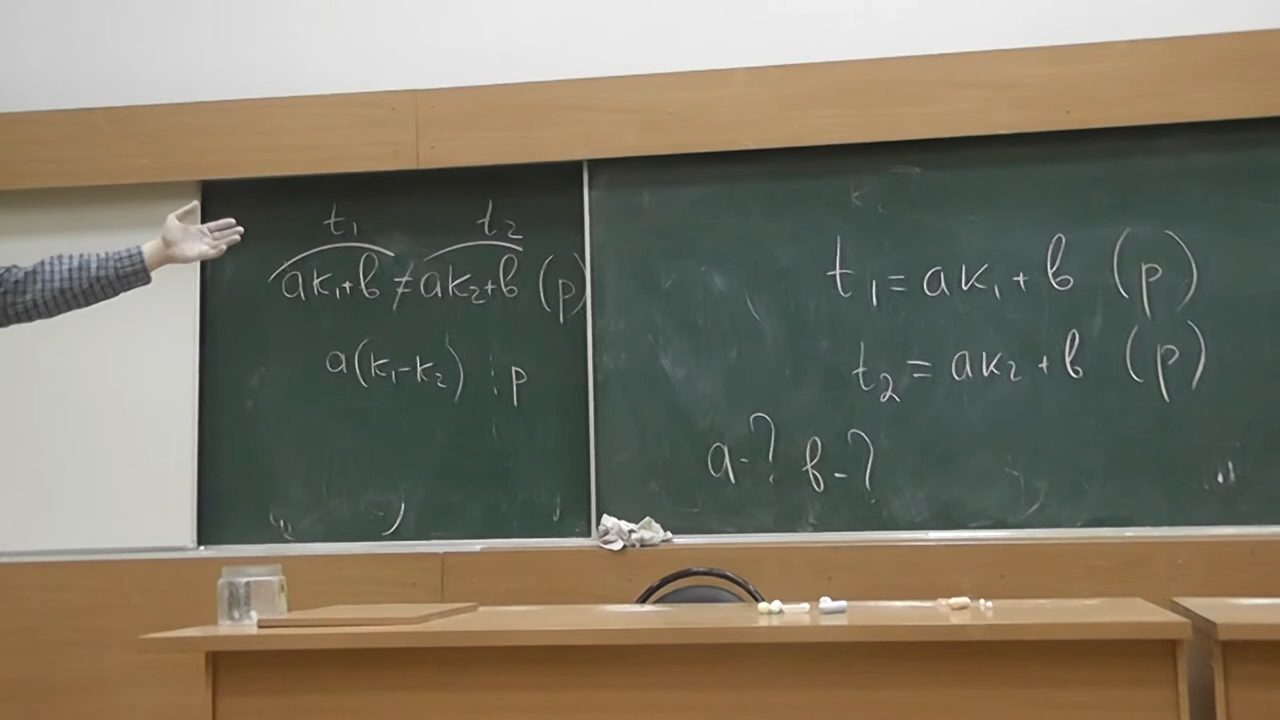 t₁ t₂
ak₁+b ≠ ak₂+b (p)
a(k₁-k₂) ⋮ p
t₁ = ak₁ + b (p)
t₂ = ak₂ + b (p)
a-? b-?